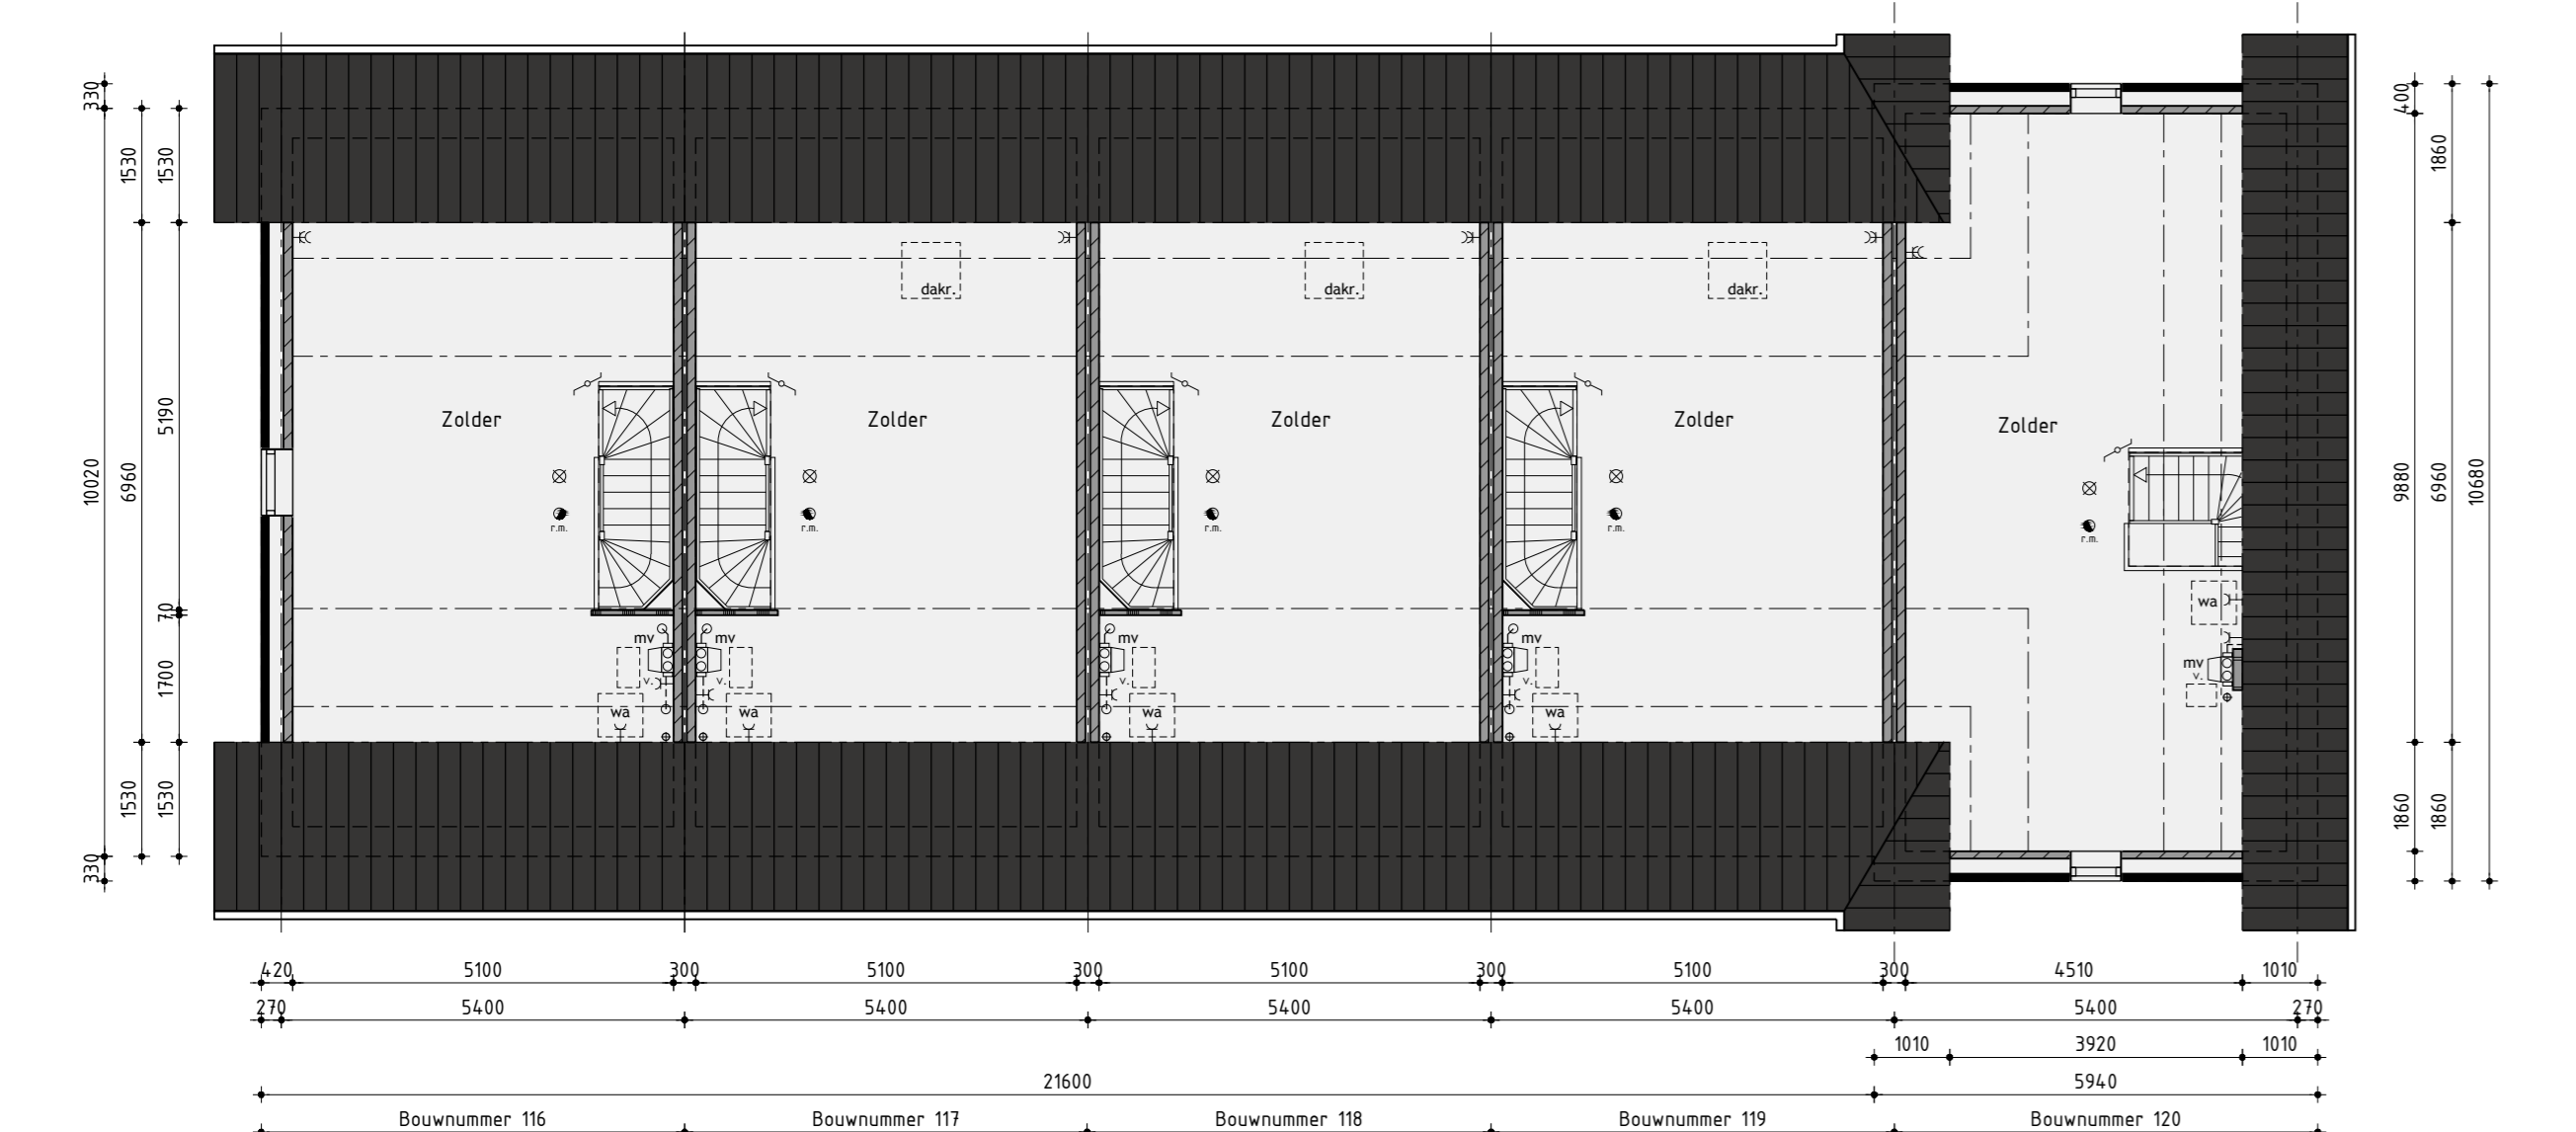 330
1530
1530
5190
10020
6960
70
1700
1530
1530
330
dakr.
dakr.
dakr.
Zolder
Zolder
Zolder
Zolder
Zolder
r.m.
r.m.
r.m.
r.m.
r.m.
mv
mv
mv
mv
v.
v.
v.
v.
wa
wa
wa
wa
wa
mv
v.
400
1860
9880
6960
10680
1860
1860
420
5100
300
5100
300
5100
300
5100
300
4510
1010
270
5400
5400
5400
5400
5400
270
1010
3920
1010
21600
5940
Bouwnummer 116
Bouwnummer 117
Bouwnummer 118
Bouwnummer 119
Bouwnummer 120